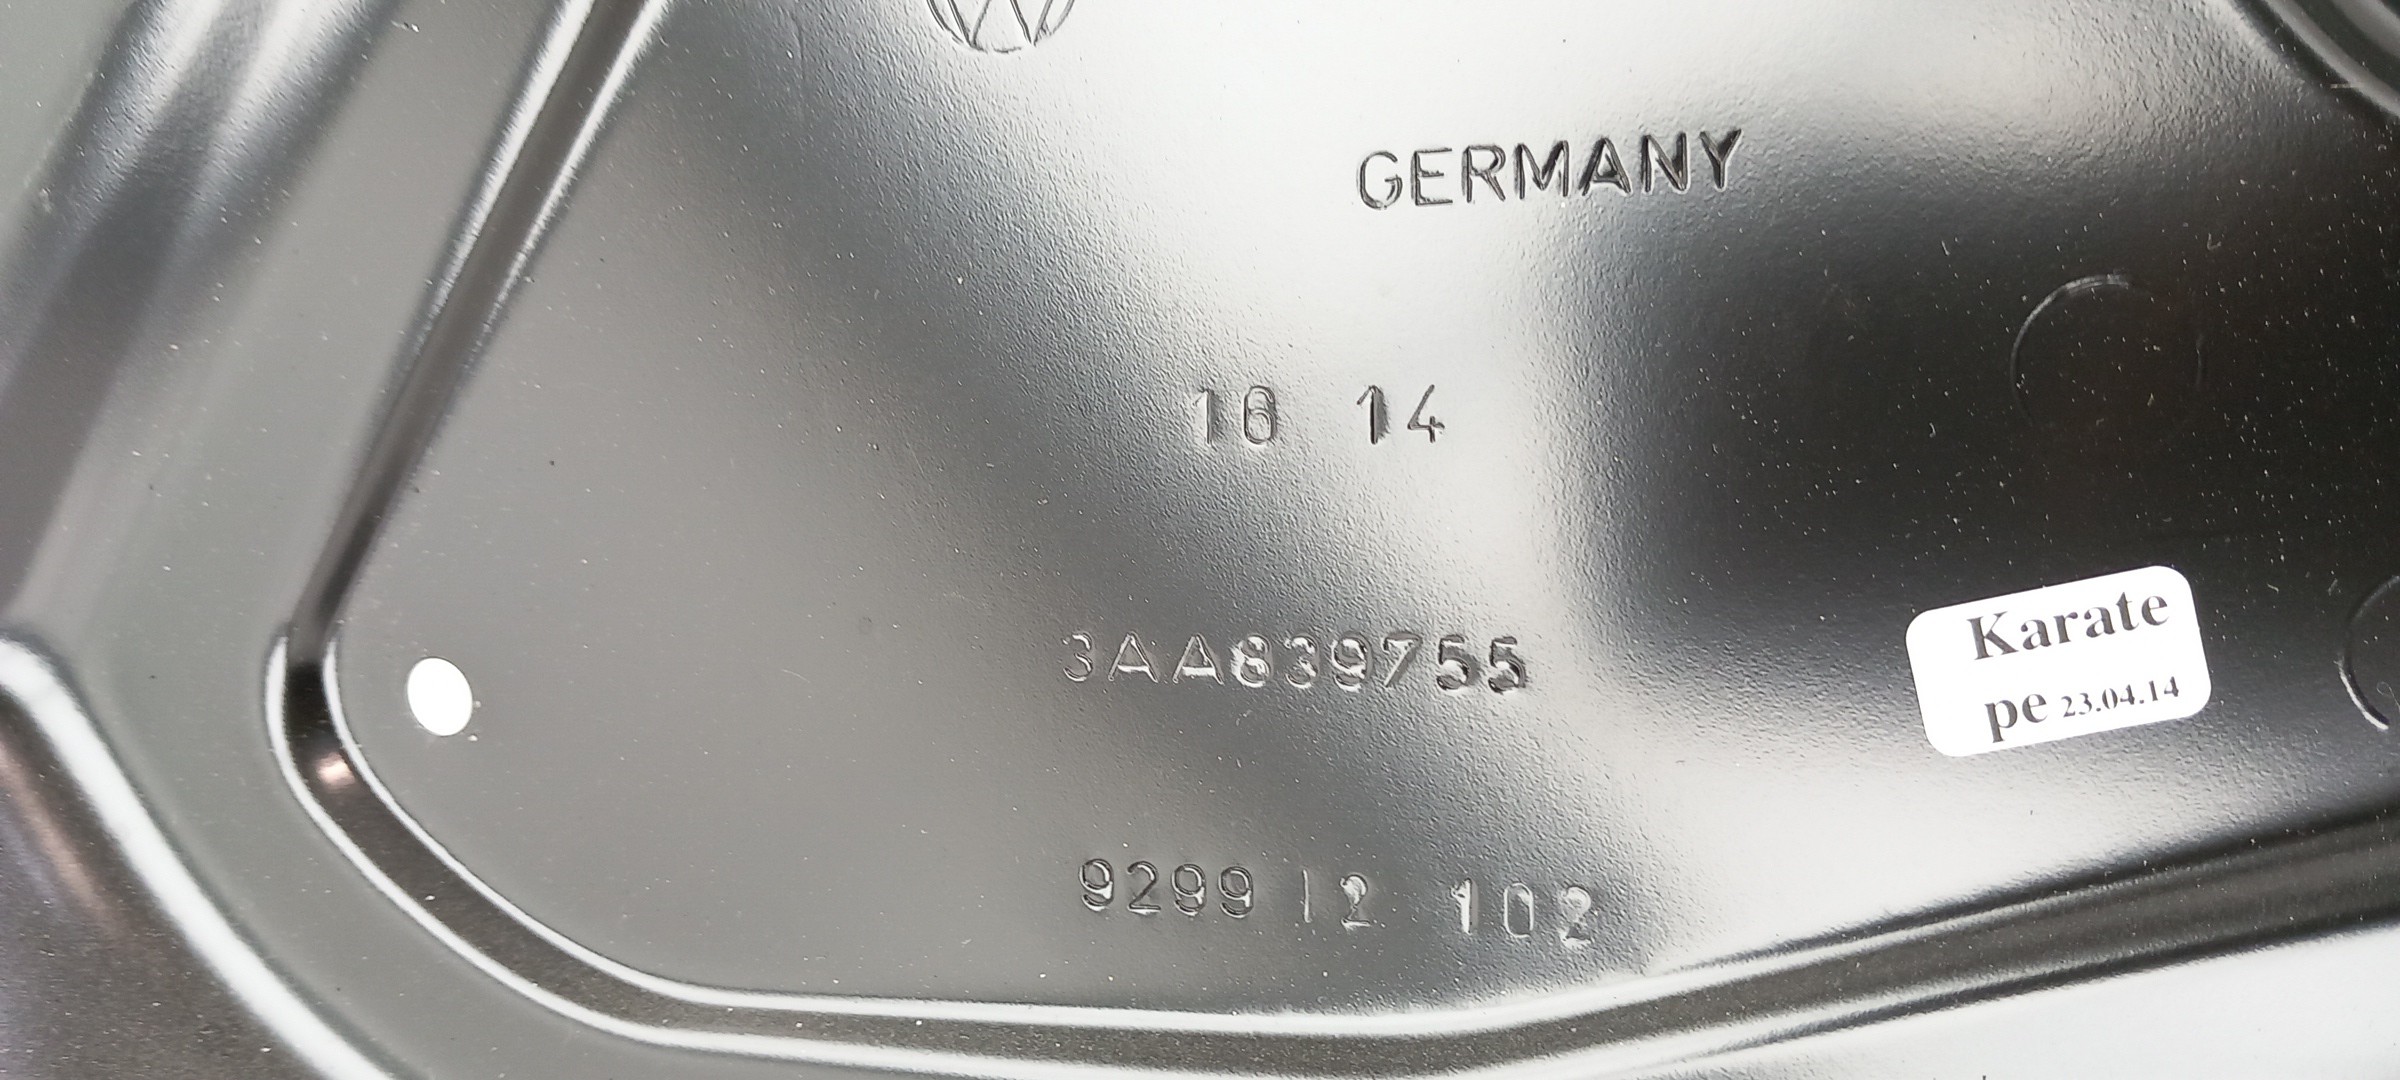 GERMANY
16 14
3AA839755
Karate
pe 23.04.14
9299 12 102